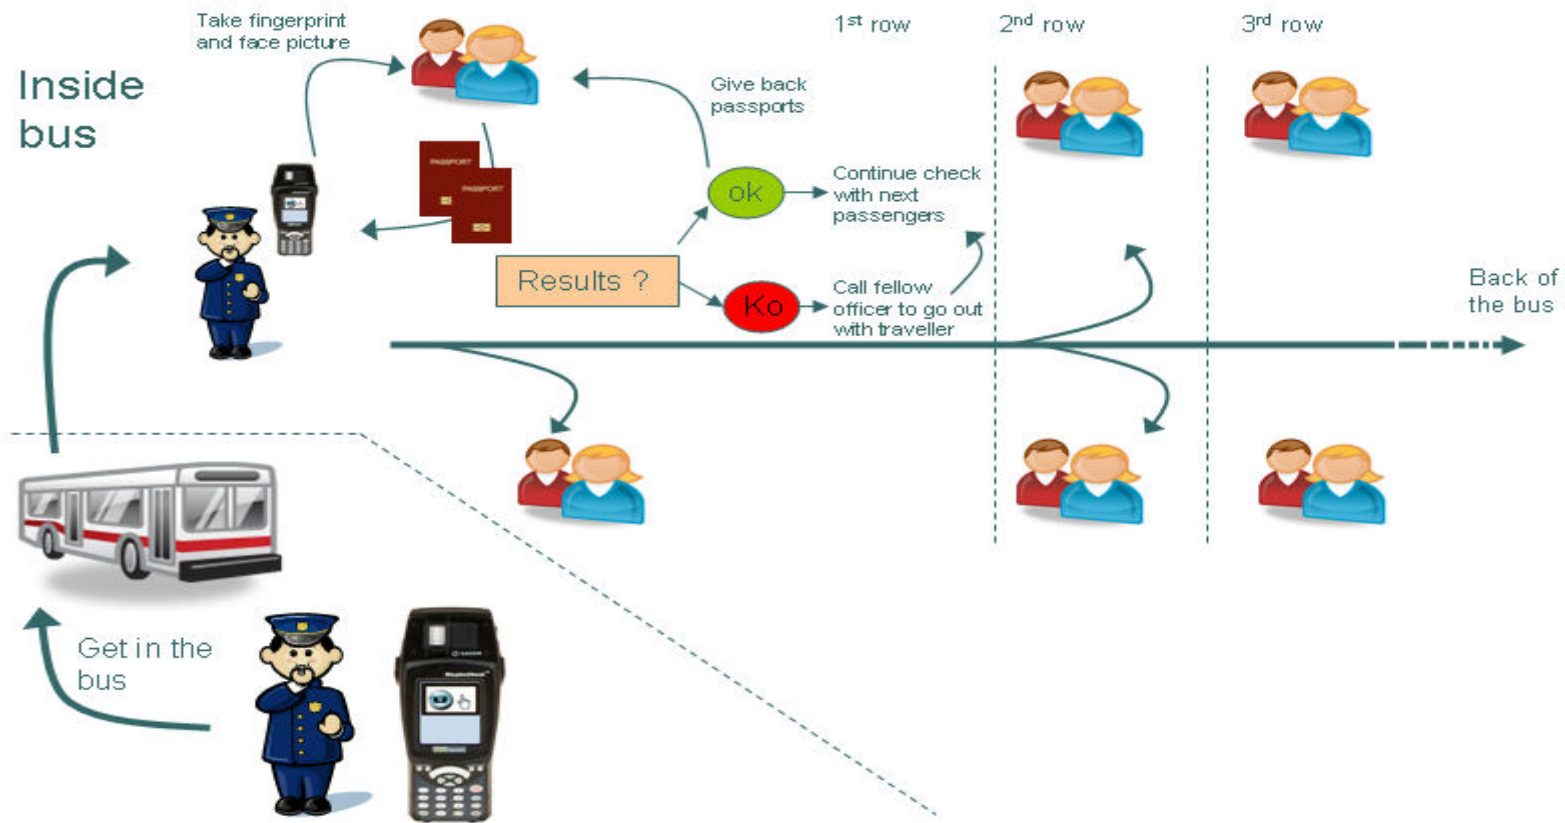 Take fingerprint
and face picture
1st row
2nd row
3rd row
Inside
bus
Give back
passports
PASSPORT
PASSPORT
ok
Continue check
with next
passengers
Results ?
Ko
Call fellow
officer to go out
with traveller
Back of
the bus
Get in the
bus